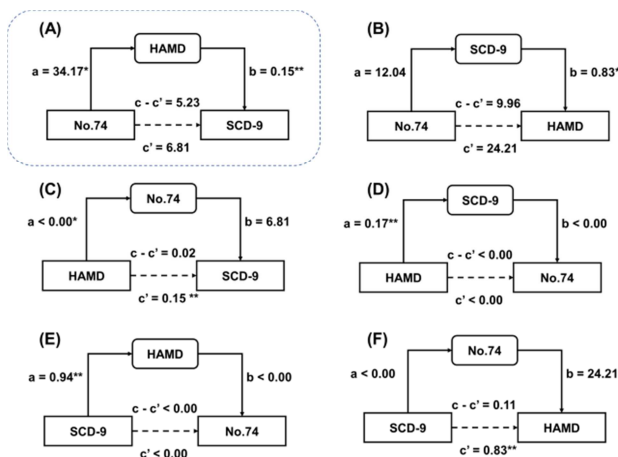 (A)
HAMD
a = 34.17*
b = 0.15**
c - c' = 5.23
No.74
SCD-9
c' = 6.81
(B)
SCD-9
a = 12.04
b = 0.83*
c - c' = 9.96
No.74
HAMD
c' = 24.21
(C)
No.74
a < 0.00*
b = 6.81
c - c' = 0.02
HAMD
SCD-9
c' = 0.15 **
(D)
SCD-9
a = 0.17**
b < 0.00
c - c' < 0.00
HAMD
No.74
c' < 0.00
(E)
HAMD
a = 0.94**
b < 0.00
c - c' < 0.00
SCD-9
No.74
c' < 0.00
(F)
No.74
a < 0.00
b = 24.21
c - c' = 0.11
SCD-9
HAMD
c' = 0.83**